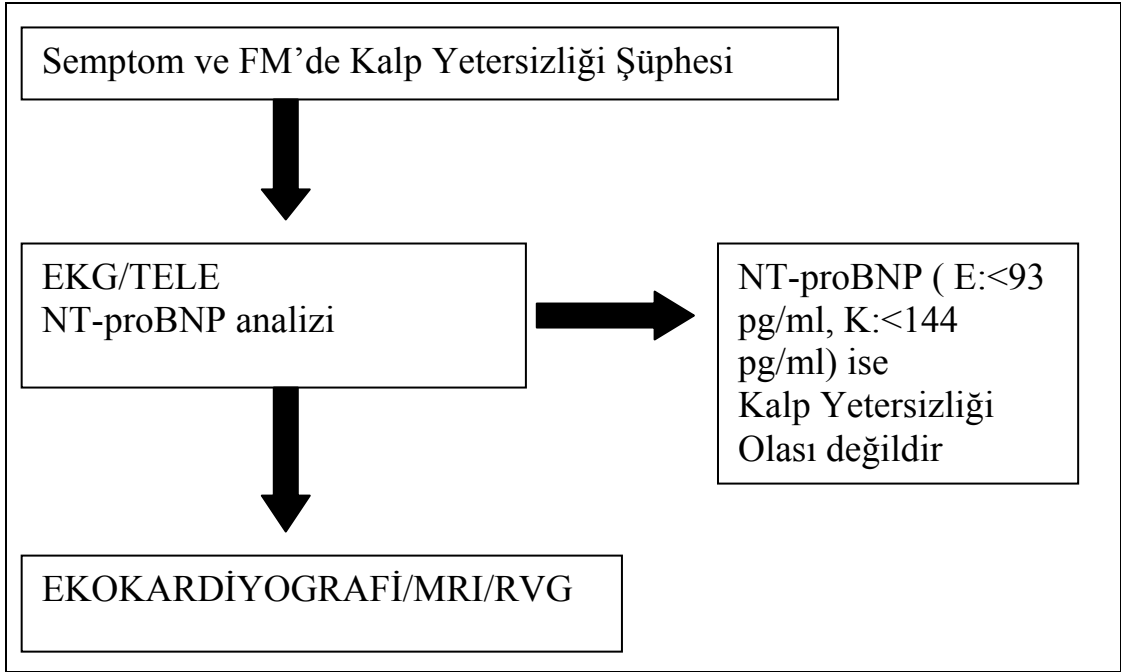 Semptom ve FM’de Kalp Yetersizliği Şüphesi
EKG/TELE
NT-proBNP analizi
NT-proBNP ( E:<93
pg/ml, K:<144
pg/ml) ise
Kalp Yetersizliği
Olası değildir
EKOKARDİYOGRAFİ/MRI/RVG